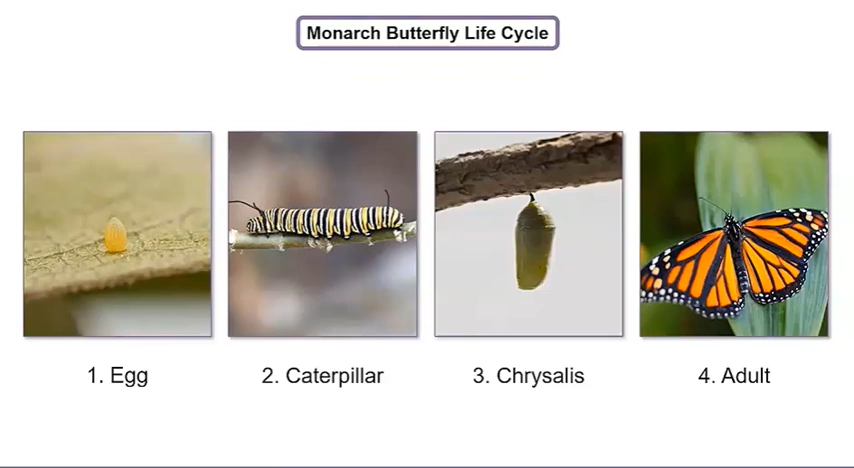 Monarch Butterfly Life Cycle
1. Egg
2. Caterpillar
3. Chrysalis
4. Adult